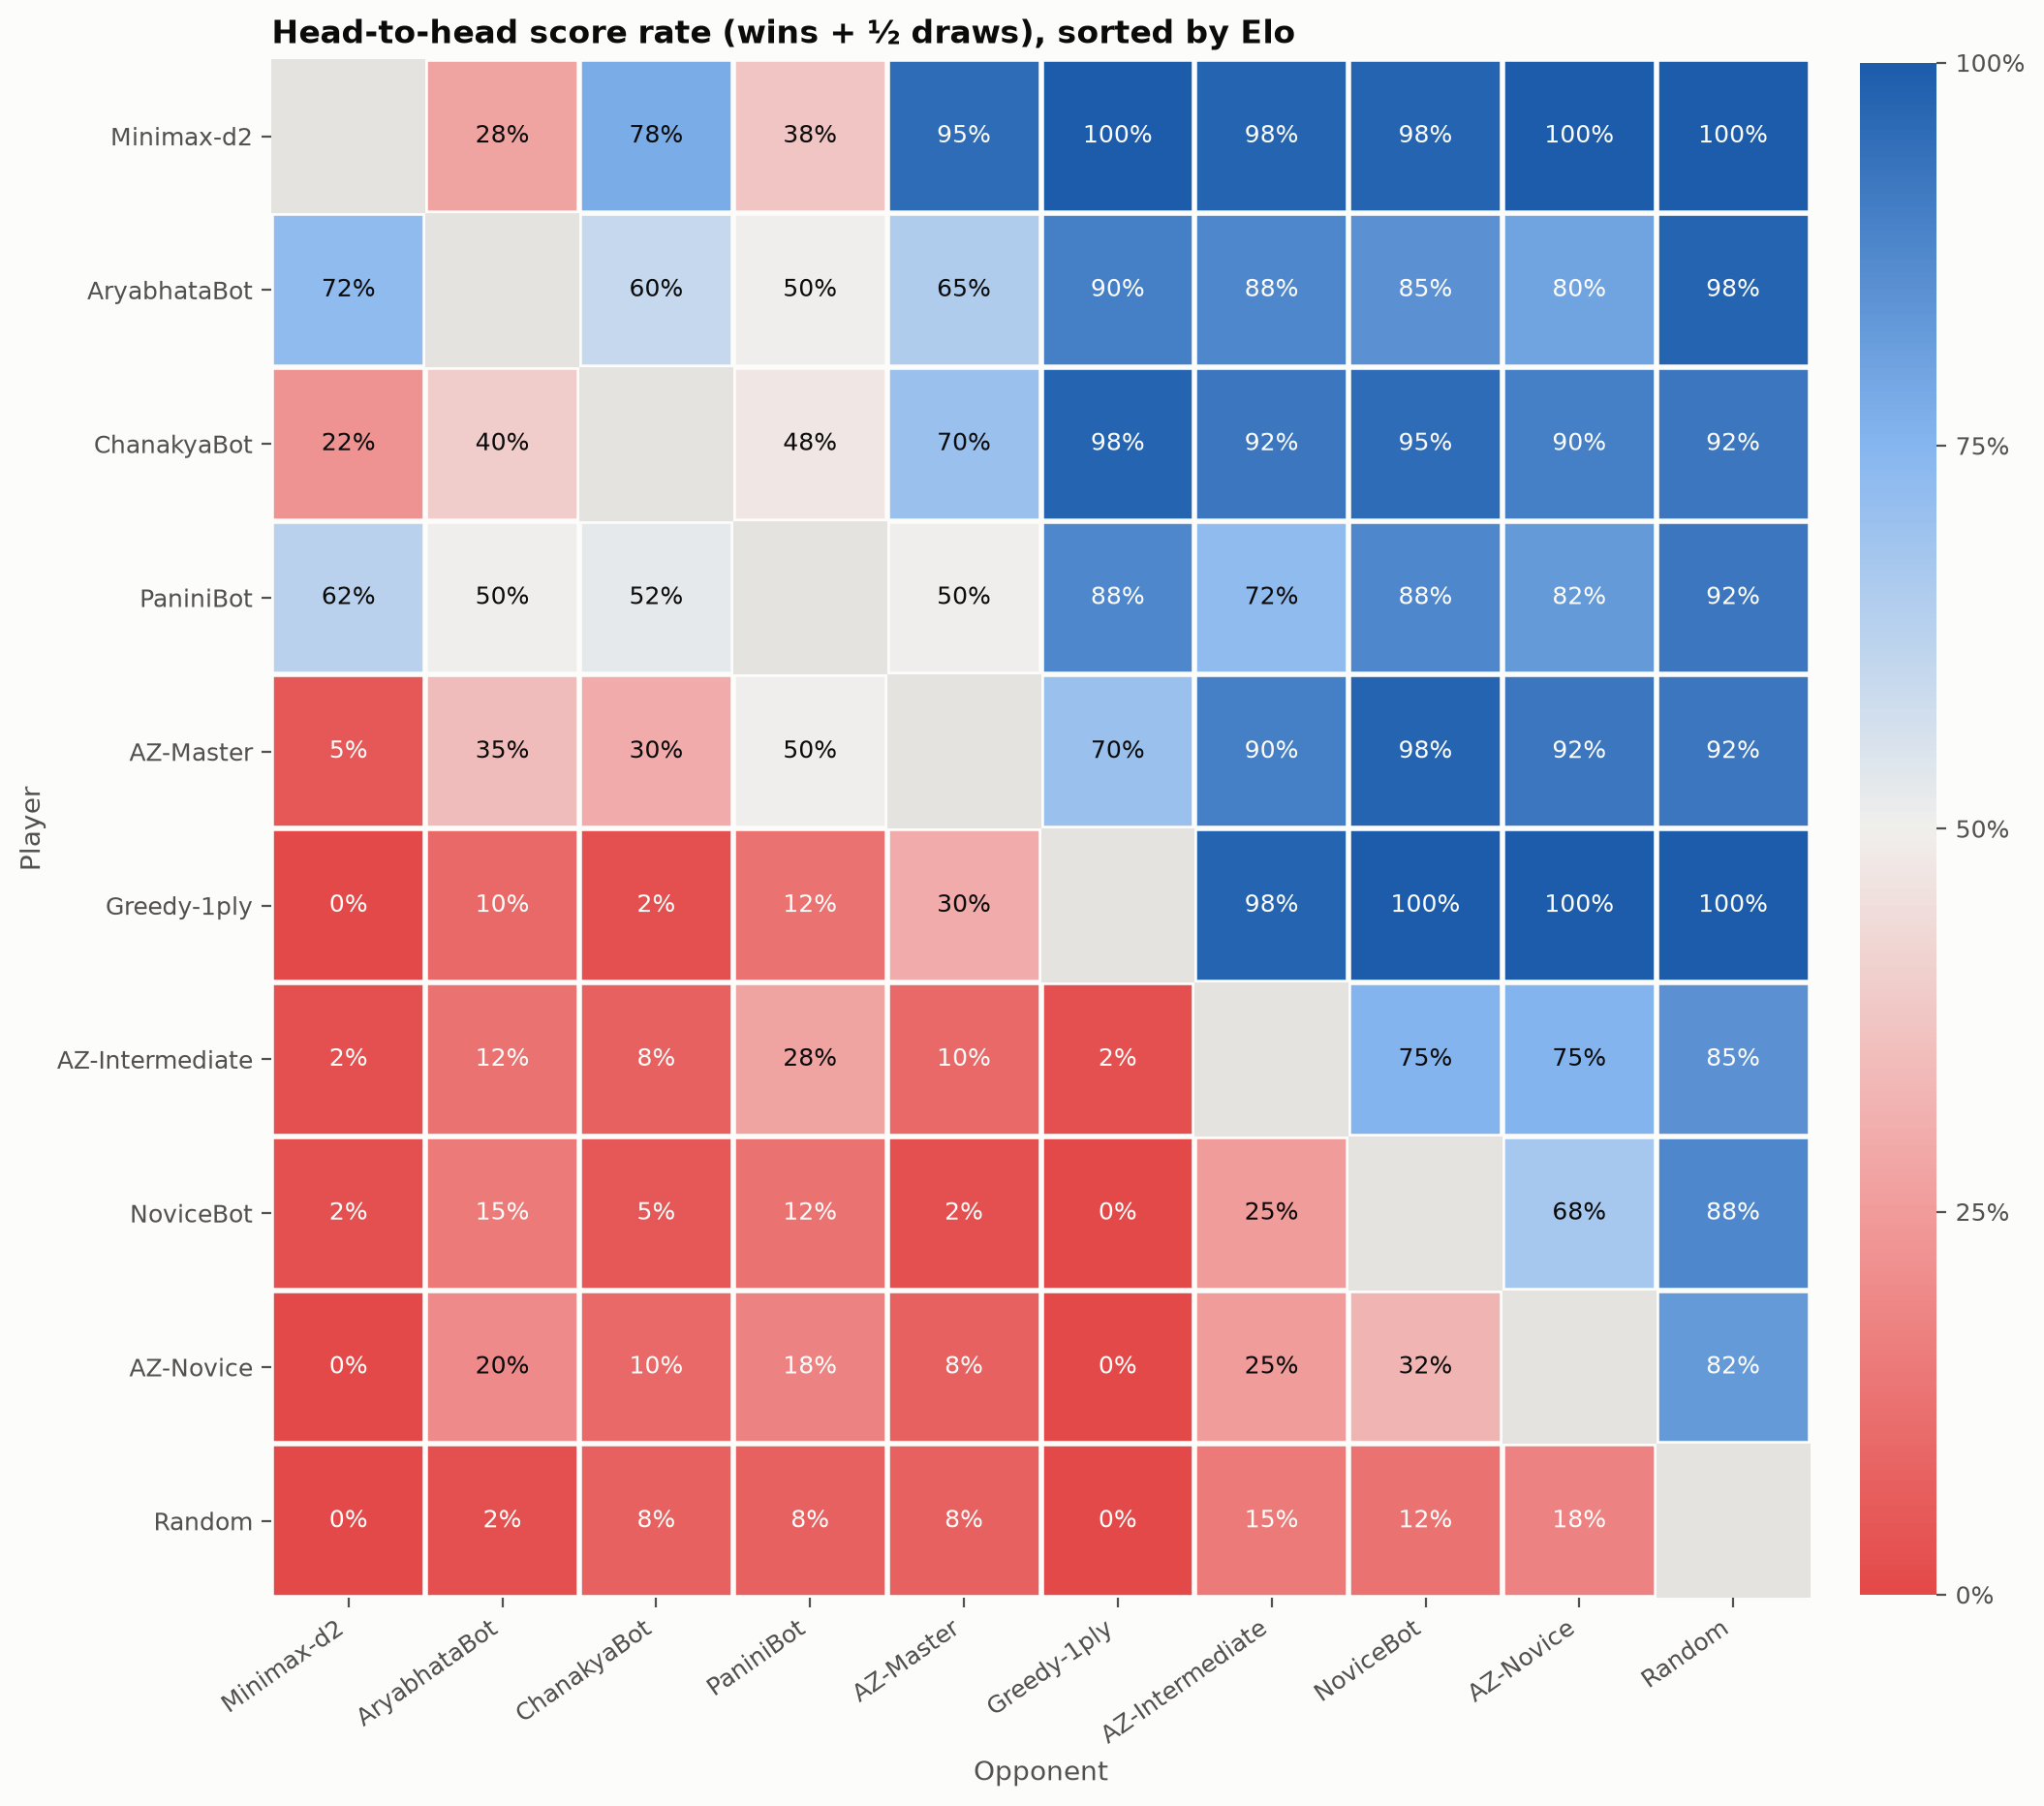 Head-to-head score rate (wins + ½ draws), sorted by Elo
100%
Minimax-d2 28% 78% 38% 95% 100% 98% 98% 100% 100%
AryabhataBot 72% 60% 50% 65% 90% 88% 85% 80% 98%
ChanakyaBot 22% 40% 48% 70% 98% 92% 95% 90% 92%
75%
PaniniBot 62% 50% 52% 50% 88% 72% 88% 82% 92%
AZ-Master 5% 35% 30% 50% 70% 90% 98% 92% 92%
Player
50%
Greedy-1ply 0% 10% 2% 12% 30% 98% 100% 100% 100%
AZ-Intermediate 2% 12% 8% 28% 10% 2% 75% 75% 85%
NoviceBot 2% 15% 5% 12% 2% 0% 25% 68% 88%
25%
AZ-Novice 0% 20% 10% 18% 8% 0% 25% 32% 82%
Random 0% 2% 8% 8% 8% 0% 15% 12% 18%
0%
Minimax-d2 AryabhataBot ChanakyaBot PaniniBot AZ-Master Greedy-1ply AZ-Intermediate NoviceBot AZ-Novice Random
Opponent